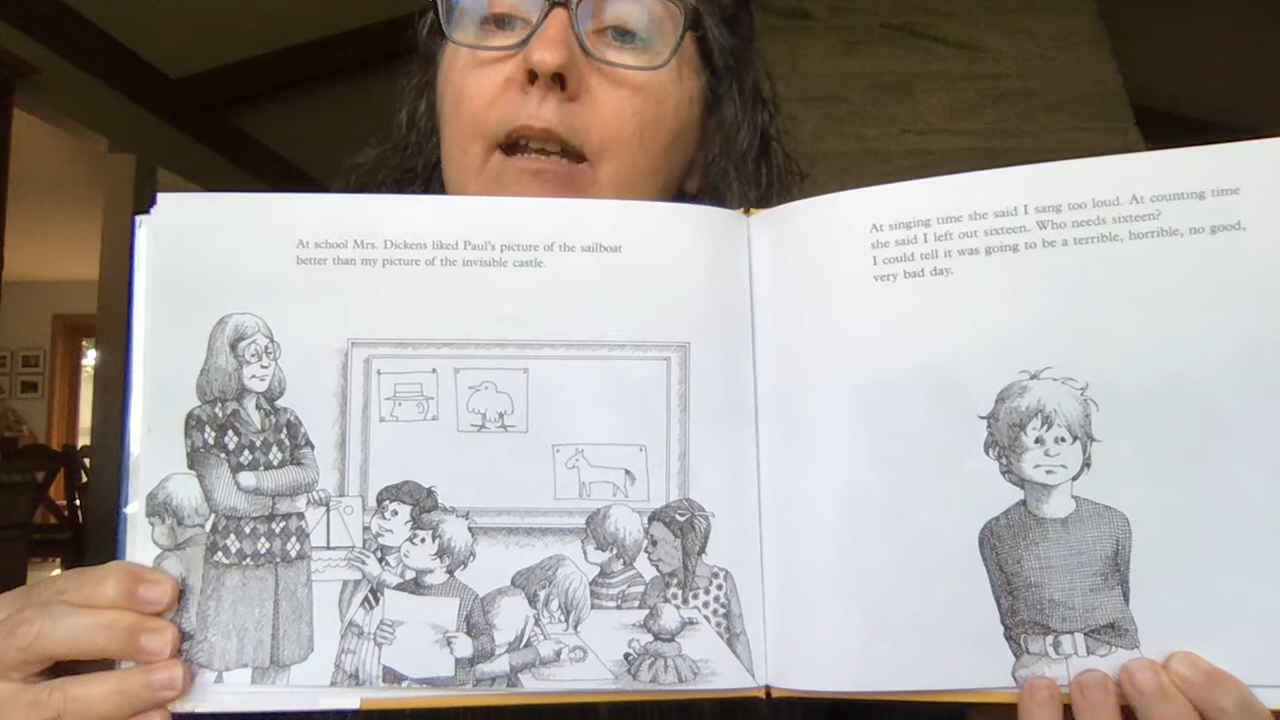 At school Mrs. Dickens liked Paul's picture of the sailboat
better than my picture of the invisible castle.
At singing time she said I sang too loud. At counting time
she said I left out sixteen. Who needs sixteen?
I could tell it was going to be a terrible, horrible, no good,
very bad day.